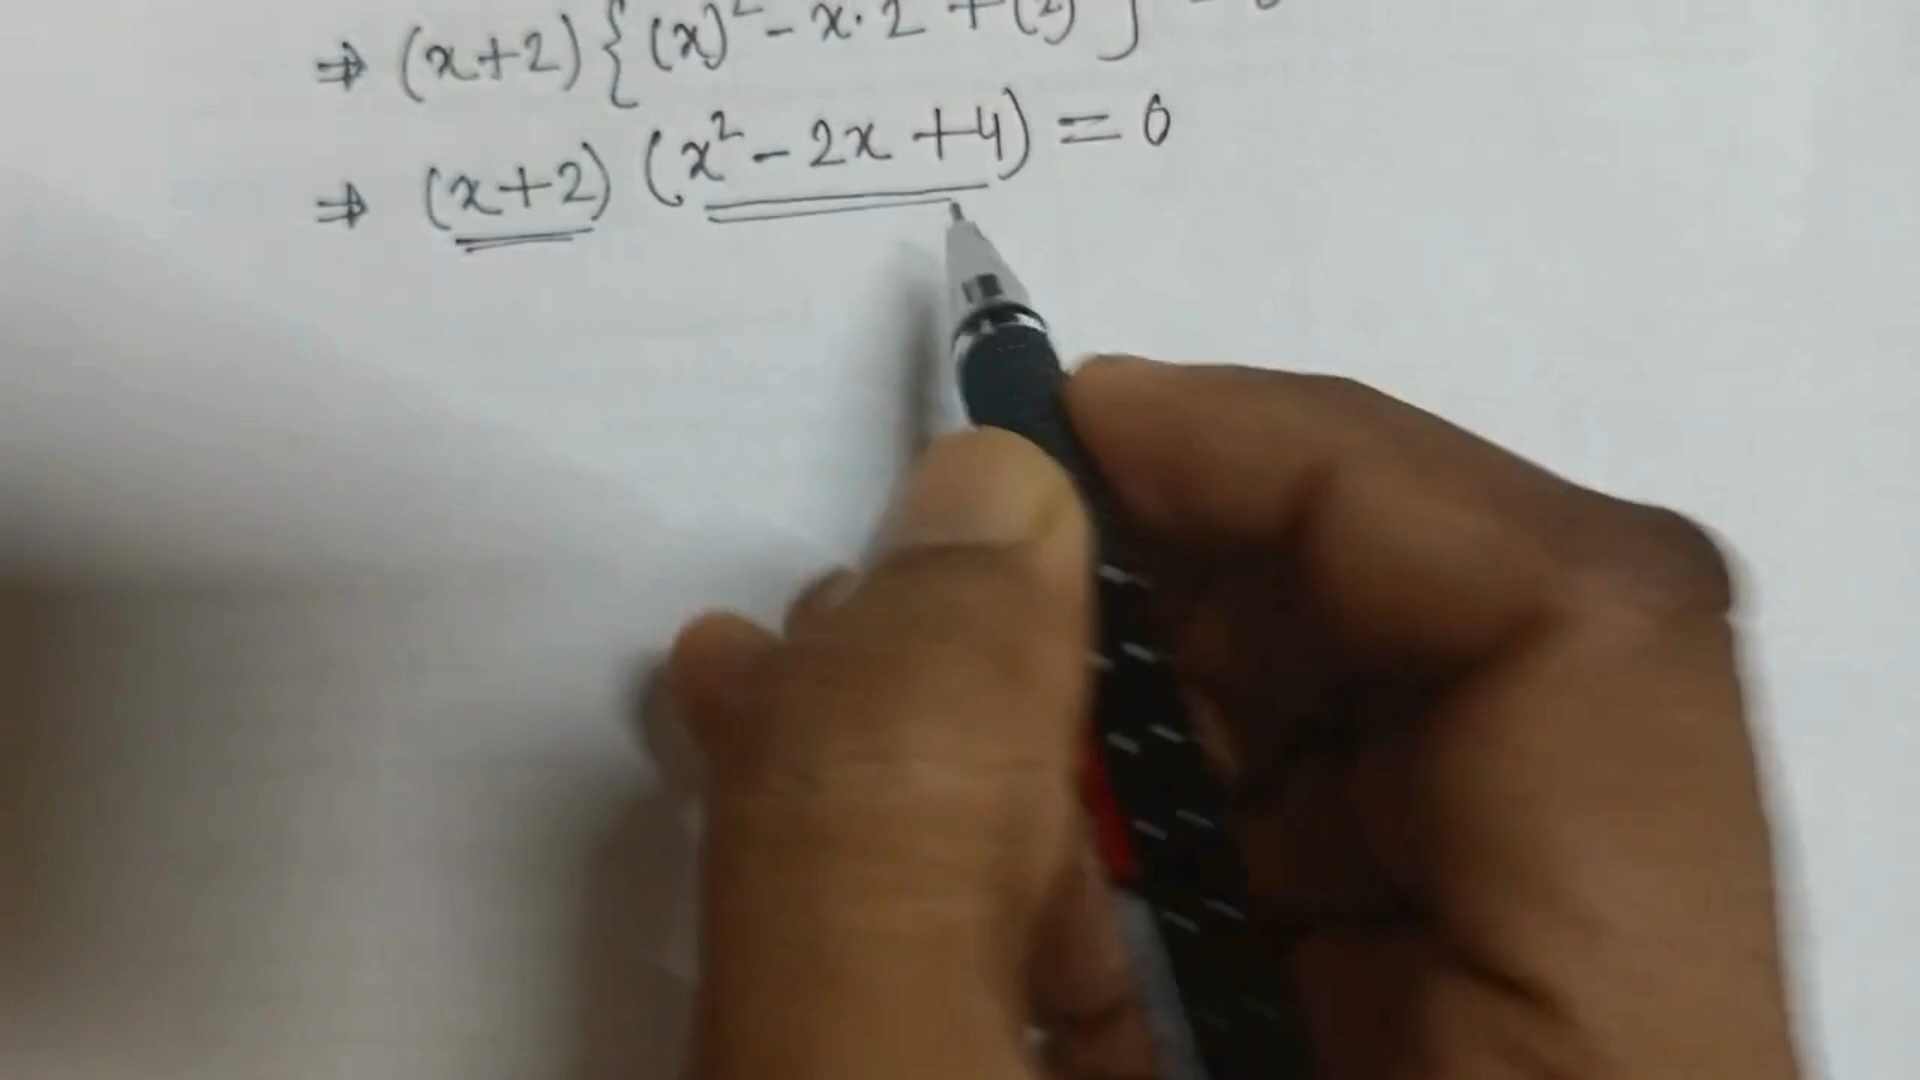 ⇒ (x+2) {(x)² - x·2 + (2)² } = 0
⇒ (x+2) (x² - 2x + 4) = 0